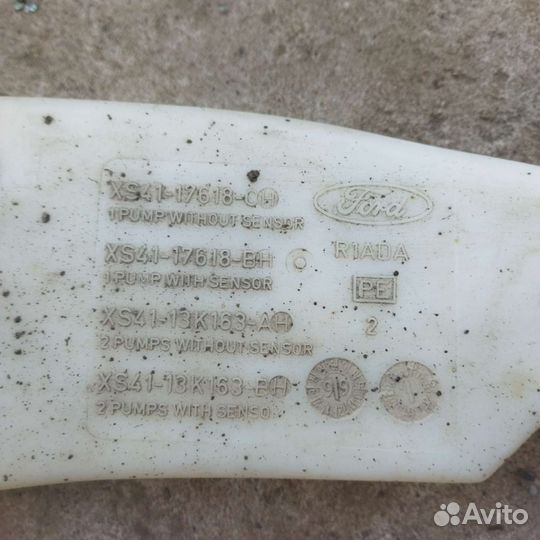 XS41-17618-CH
1 PUMP WITHOUT SENSOR
XS41-17618-BH
1 PUMP WITH SENSOR
XS41-13K163-AH
2 PUMPS WITHOUT SENSOR
XS41-13K163-BH
2 PUMPS WITH SENSO
Ford
R1ADA
PE
2
Avito